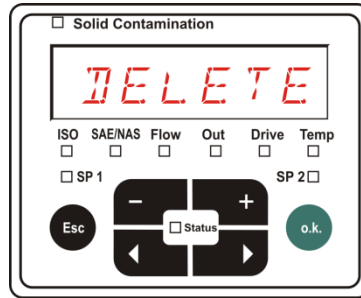 Solid Contamination
DELETE
ISO SAE/NAS Flow Out Drive Temp
SP 1 SP 2
- +
Esc Status o.k.